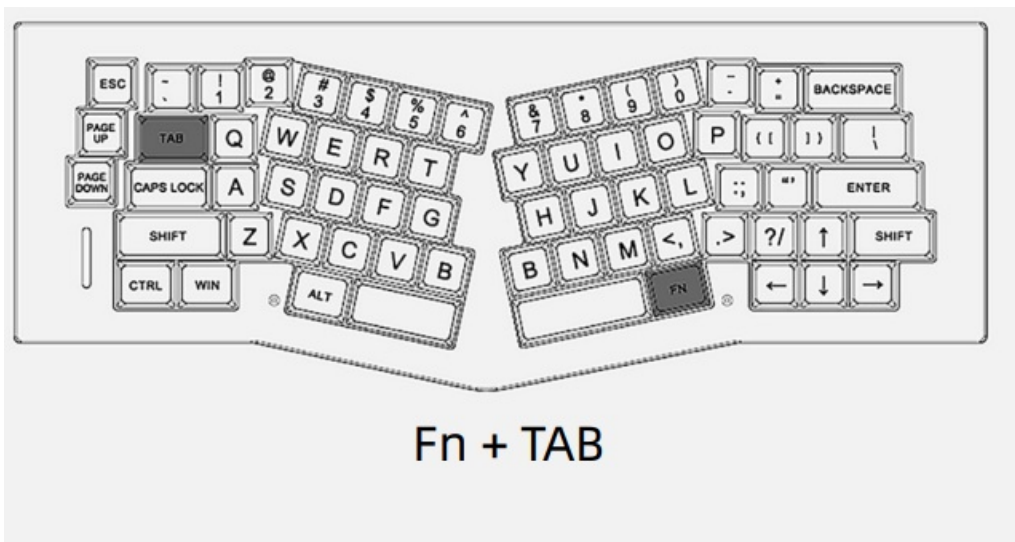 ESC ~ ` ! 1 @ 2 # 3 $ 4 % 5 ^ 6 & 7 * 8 ( 9 ) 0 - - + = BACKSPACE
PAGE UP TAB Q W E R T Y U I O P { [ ] } | \
PAGE DOWN CAPS LOCK A S D F G H J K L : ; “ ’ ENTER
SHIFT Z X C V B B N M < , . > ? / ↑ SHIFT
CTRL WIN ALT FN ← ↓ →
Fn + TAB